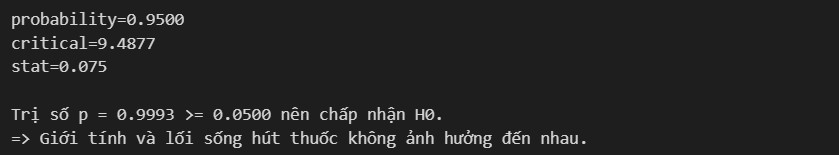 probability=0.9500
critical=9.4877
stat=0.075
Trị số p = 0.9993 >= 0.0500 nên chấp nhận H0.
=> Giới tính và lối sống hút thuốc không ảnh hưởng đến nhau.